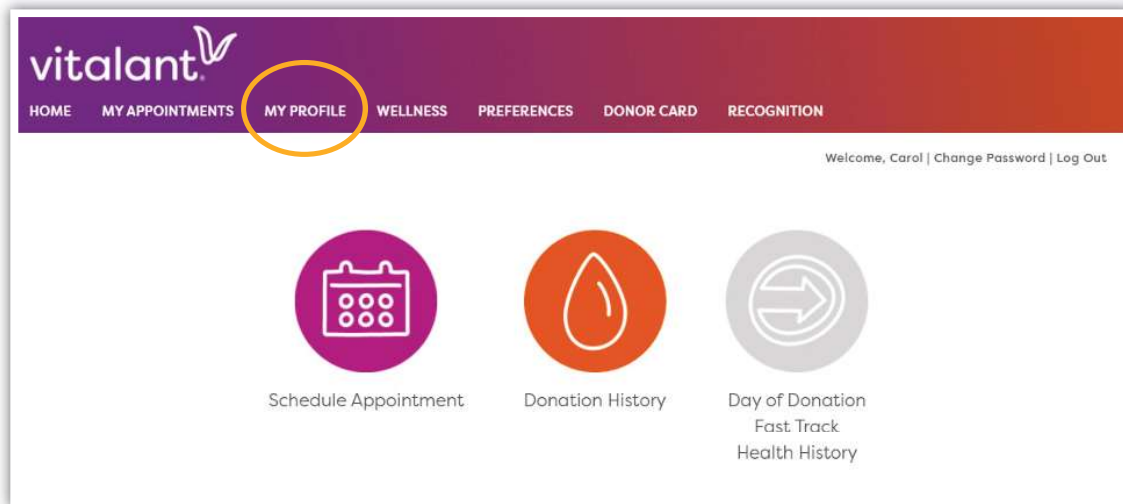 vitalant
HOME MY APPOINTMENTS MY PROFILE WELLNESS PREFERENCES DONOR CARD RECOGNITION
Welcome, Carol | Change Password | Log Out
Schedule Appointment
Donation History
Day of Donation
Fast Track
Health History